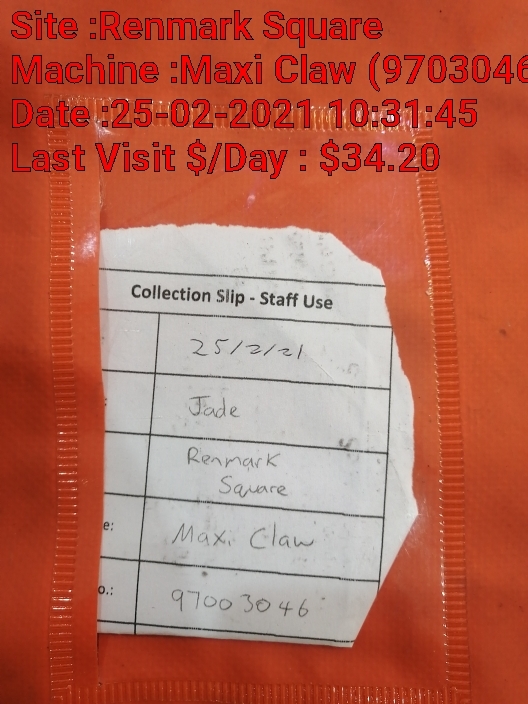 Site :Renmark Square
Machine :Maxi Claw (9703046
Date :25-02-2021 10:31:45
Last Visit $/Day : $34.20
Collection Slip - Staff Use
25/2/21
: Jade
Renmark
Square
e: Maxi Claw
o.: 97003046